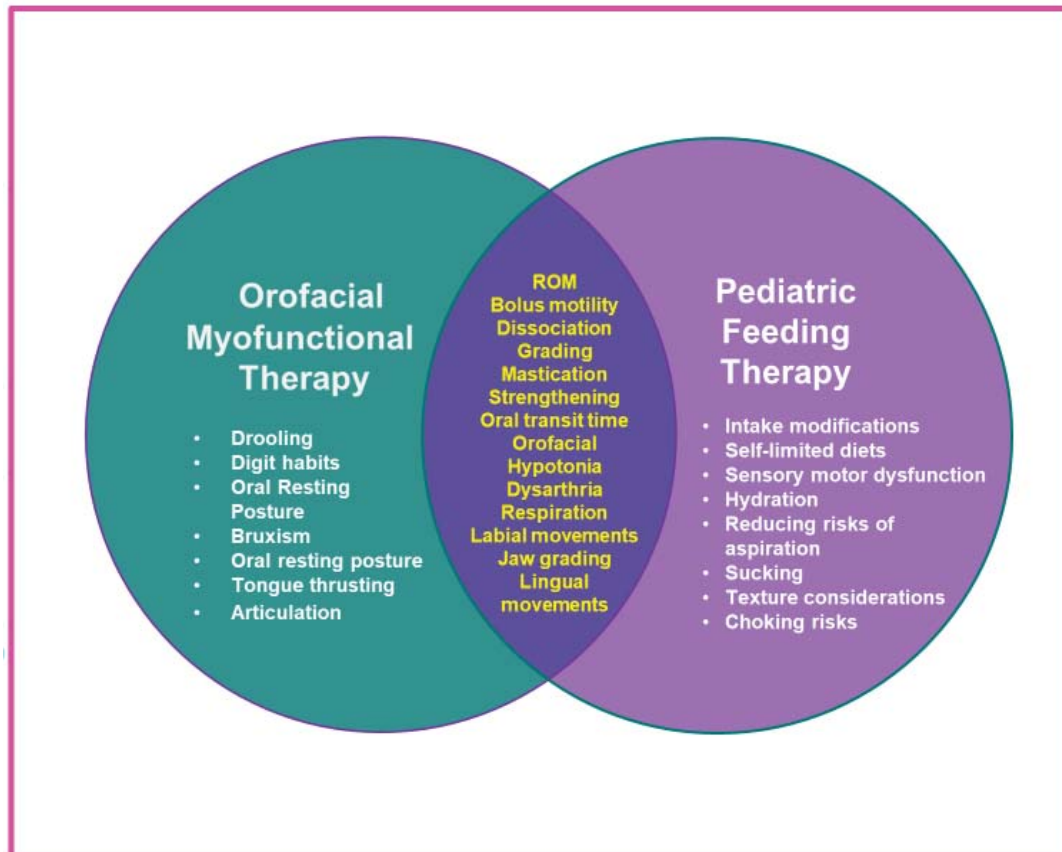 Orofacial
Myofunctional
Therapy
• Drooling
• Digit habits
• Oral Resting
Posture
• Bruxism
• Oral resting posture
• Tongue thrusting
• Articulation
ROM
Bolus motility
Dissociation
Grading
Mastication
Strengthening
Oral transit time
Orofacial
Hypotonia
Dysarthria
Respiration
Labial movements
Jaw grading
Lingual
movements
Pediatric
Feeding
Therapy
• Intake modifications
• Self-limited diets
• Sensory motor dysfunction
• Hydration
• Reducing risks of
aspiration
• Sucking
• Texture considerations
• Choking risks